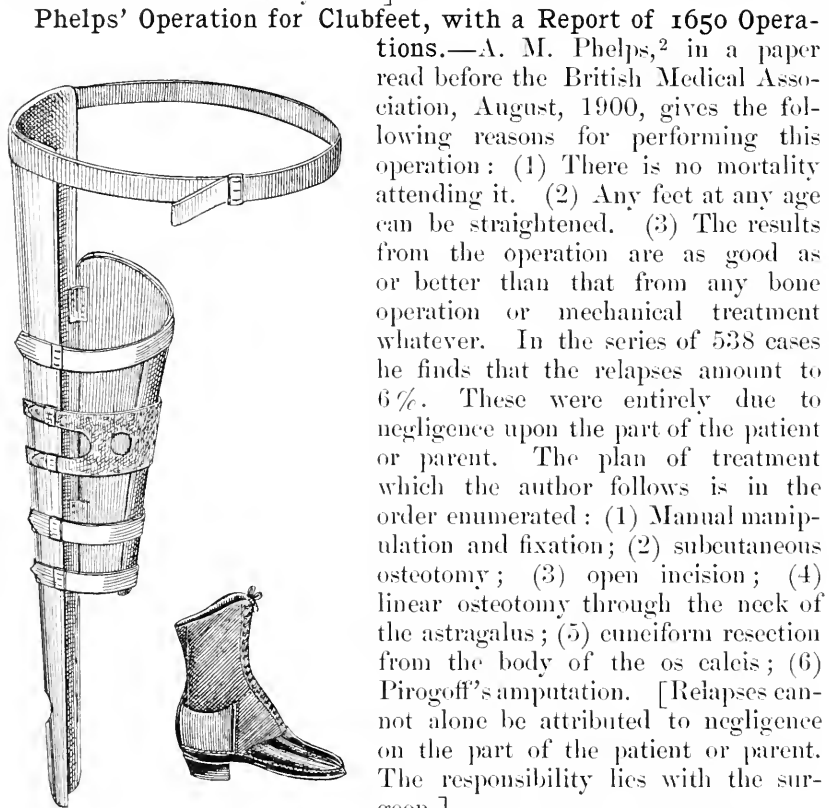 Phelps' Operation for Clubfeet, with a Report of 1650 Opera-
tions.—A. M. Phelps,² in a paper
read before the British Medical Asso-
ciation, August, 1900, gives the fol-
lowing reasons for performing this
operation: (1) There is no mortality
attending it. (2) Any feet at any age
can be straightened. (3) The results
from the operation are as good as
or better than that from any bone
operation or mechanical treatment
whatever. In the series of 538 cases
he finds that the relapses amount to
6%. These were entirely due to
negligence upon the part of the patient
or parent. The plan of treatment
which the author follows is in the
order enumerated: (1) Manual manip-
ulation and fixation; (2) subcutaneous
osteotomy; (3) open incision; (4)
linear osteotomy through the neck of
the astragalus; (5) cuneiform resection
from the body of the os calcis; (6)
Pirogoff's amputation. [Relapses can-
not alone be attributed to negligence
on the part of the patient or parent.
The responsibility lies with the sur-
geon.]